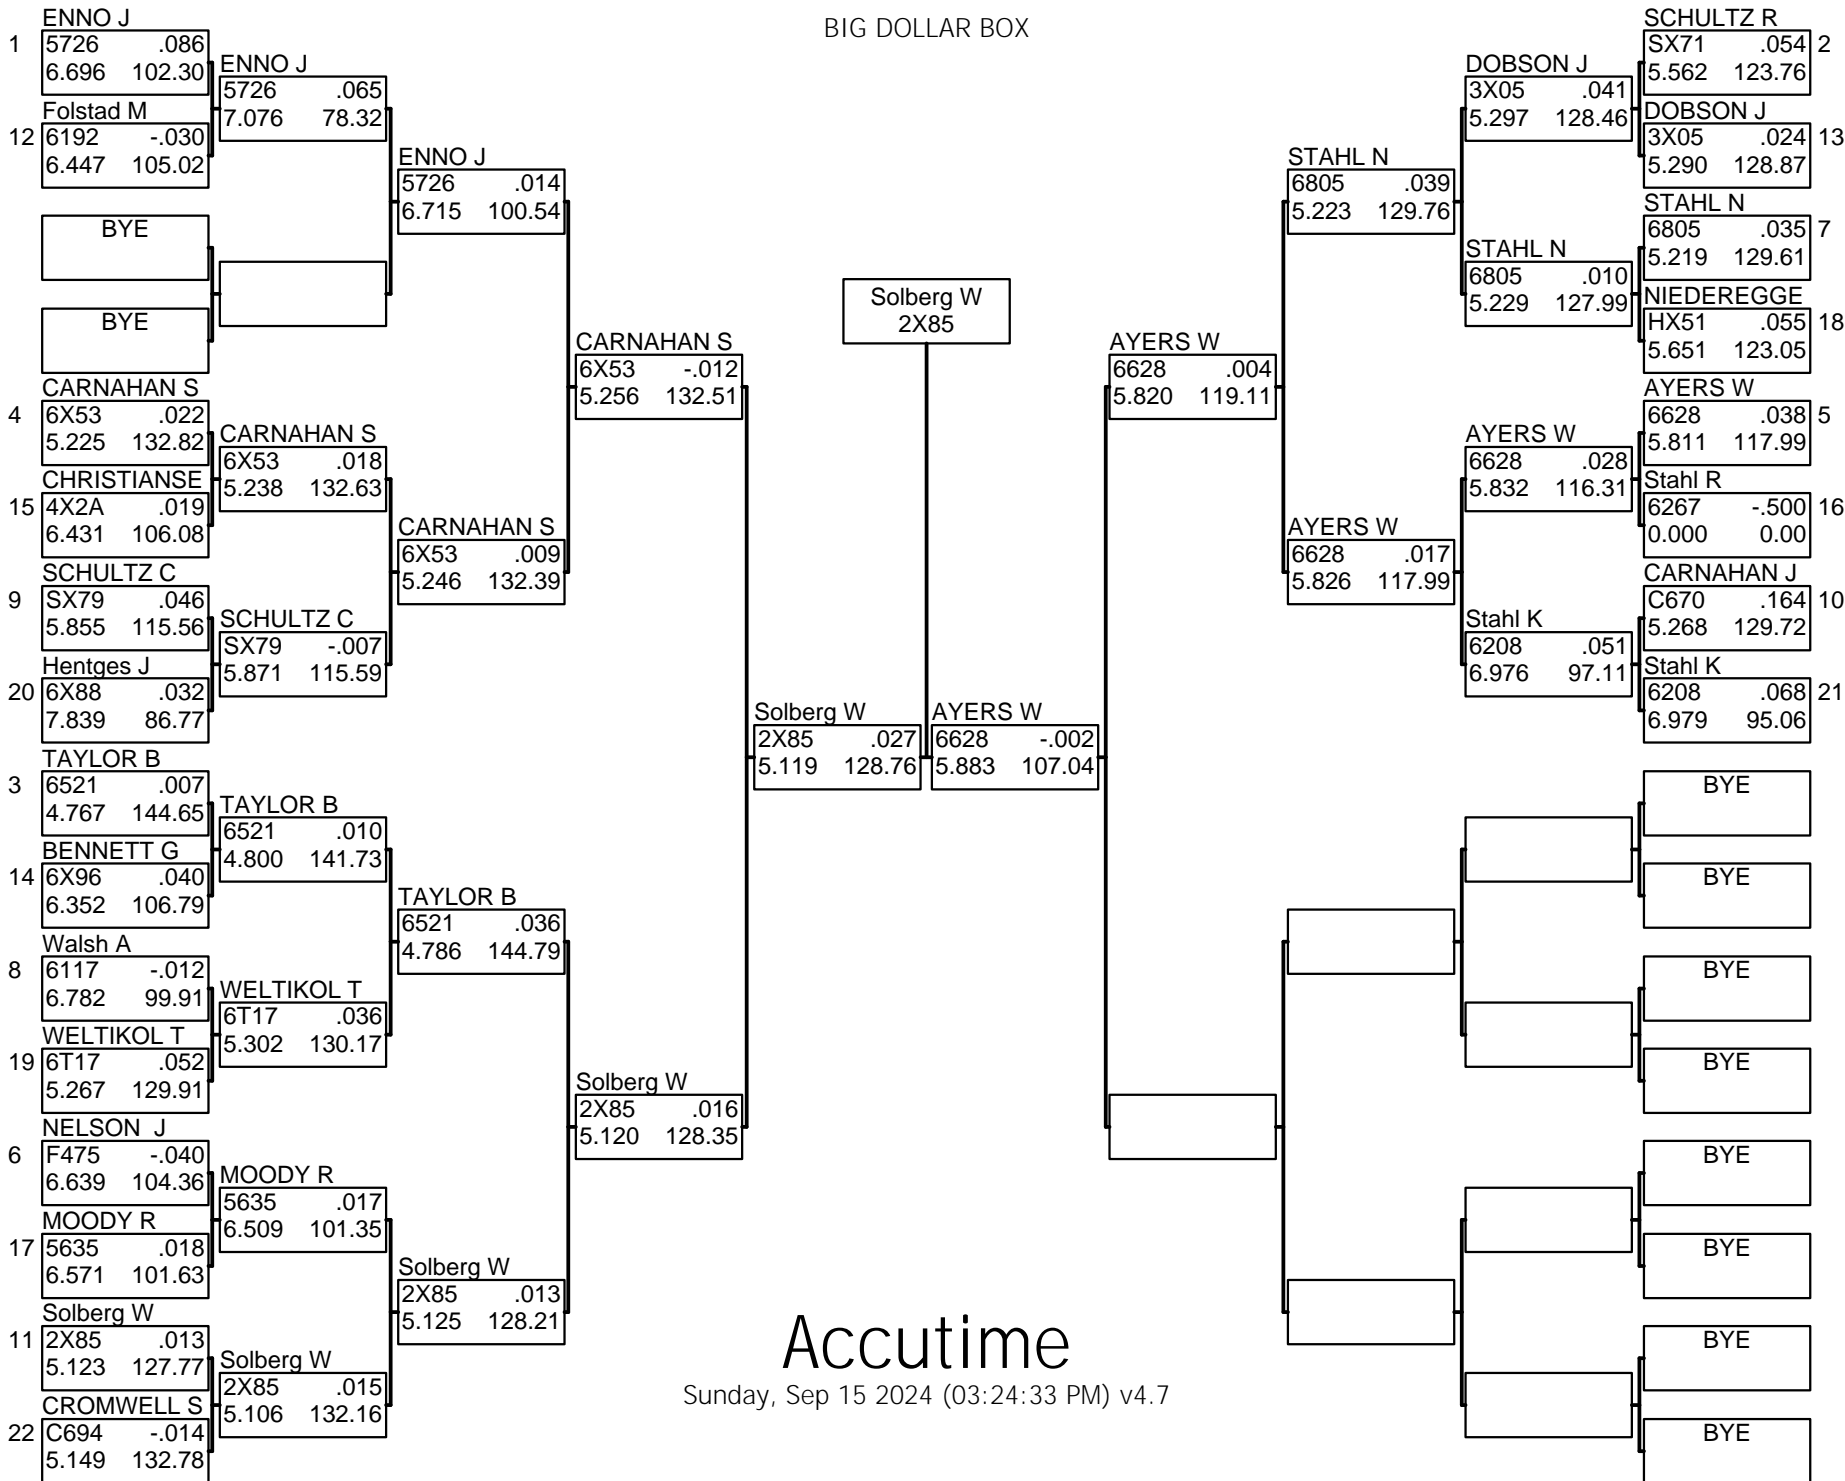 BIG DOLLAR BOX
ENNO J
1 5726 .086
6.696 102.30
Folstad M
12 6192 -.030
6.447 105.02
BYE
BYE
CARNAHAN S
4 6X53 .022
5.225 132.82
CHRISTIANSE
15 4X2A .019
6.431 106.08
SCHULTZ C
9 SX79 .046
5.855 115.56
Hentges J
20 6X88 .032
7.839 86.77
TAYLOR B
3 6521 .007
4.767 144.65
BENNETT G
14 6X96 .040
6.352 106.79
Walsh A
8 6117 -.012
6.782 99.91
WELTIKOL T
19 6T17 .052
5.267 129.91
NELSON J
6 F475 -.040
6.639 104.36
MOODY R
17 5635 .018
6.571 101.63
Solberg W
11 2X85 .013
5.123 127.77
CROMWELL S
22 C694 -.014
5.149 132.78
ENNO J
5726 .065
7.076 78.32
CARNAHAN S
6X53 .018
5.238 132.63
SCHULTZ C
SX79 -.007
5.871 115.59
TAYLOR B
6521 .010
4.800 141.73
WELTIKOL T
6T17 .036
5.302 130.17
MOODY R
5635 .017
6.509 101.35
Solberg W
2X85 .015
5.106 132.16
ENNO J
5726 .014
6.715 100.54
CARNAHAN S
6X53 .009
5.246 132.39
TAYLOR B
6521 .036
4.786 144.79
Solberg W
2X85 .013
5.125 128.21
CARNAHAN S
6X53 -.012
5.256 132.51
Solberg W
2X85 .016
5.120 128.35
Solberg W
2X85 .027
5.119 128.76
Solberg W
2X85
AYERS W
6628 -.002
5.883 107.04
AYERS W
6628 .004
5.820 119.11
STAHL N
6805 .039
5.223 129.76
AYERS W
6628 .017
5.826 117.99
DOBSON J
3X05 .041
5.297 128.46
STAHL N
6805 .010
5.229 127.99
AYERS W
6628 .028
5.832 116.31
Stahl K
6208 .051
6.976 97.11
SCHULTZ R
SX71 .054 2
5.562 123.76
DOBSON J
3X05 .024 13
5.290 128.87
STAHL N
6805 .035 7
5.219 129.61
NIEDEREGGE
HX51 .055 18
5.651 123.05
AYERS W
6628 .038 5
5.811 117.99
Stahl R
6267 -.500 16
0.000 0.00
CARNAHAN J
C670 .164 10
5.268 129.72
Stahl K
6208 .068 21
6.979 95.06
BYE
BYE
BYE
BYE
BYE
BYE
BYE
BYE
Accutime
Sunday, Sep 15 2024 (03:24:33 PM) v4.7